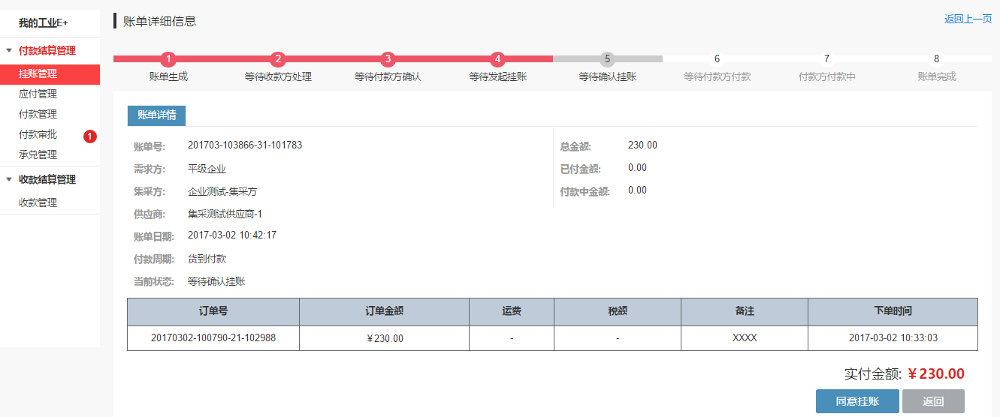 我的工业E+
付款结算管理
挂账管理
应付管理
付款管理
付款审批 1
承兑管理
收款结算管理
收款管理
账单详细信息
返回上一页
1 2 3 4 5 6 7 8
账单生成 等待收款方处理 等待付款方确认 等待发起挂账 等待确认挂账 等待付款方付款 付款方付款中 账单完成
账单详情
账单号: 201703-103866-31-101783
需求方: 平级企业
集采方: 企业测试-集采方
供应商: 集采测试供应商-1
账单日期: 2017-03-02 10:42:17
付款周期: 货到付款
当前状态: 等待确认挂账
总金额: 230.00
已付金额: 0.00
付款中金额: 0.00
订单号 订单金额 运费 税额 备注 下单时间
20170302-100790-21-102988 ¥230.00 - - XXXX 2017-03-02 10:33:03
实付金额: ¥230.00
同意挂账 返回